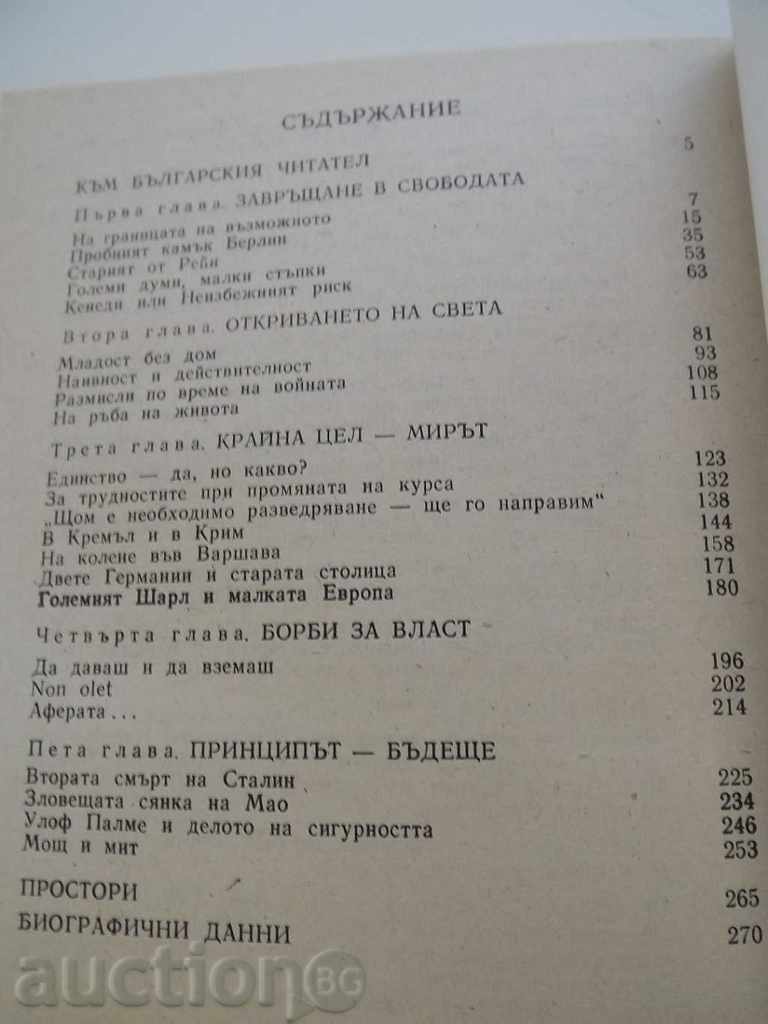 СЪДЪРЖАНИЕ
КЪМ БЪЛГАРСКИЯ ЧИТАТЕЛ 5
Първа глава. ЗАВРЪЩАНЕ В СВОБОДАТА
На границата на възможното 7
Пробният камък Берлин 15
Старият от Рейн 35
Големи думи, малки стъпки 53
Кенеди или Неизбежният риск 63
Втора глава. ОТКРИВАНЕТО НА СВЕТА
Младост без дом 81
Наивност и действителност 93
Размисли по време на войната 108
На ръба на живота 115
Трета глава. КРАЙНА ЦЕЛ — МИРЪТ
Единство — да, но какво? 123
За трудностите при промяната на курса 132
„Щом е необходимо разведряване — ще го направим“ 138
В Кремъл и в Крим 144
На колене във Варшава 158
Двете Германии и старата столица 171
Големият Шарл и малката Европа 180
Четвърта глава. БОРБИ ЗА ВЛАСТ
Да даваш и да вземаш 196
Non olet 202
Аферата... 214
Пета глава. ПРИНЦИПЪТ — БЪДЕЩЕ
Втората смърт на Сталин 225
Зловещата сянка на Мао 234
Улоф Палме и делото на сигурността 246
Мощ и мит 253
ПРОСТОРИ 265
БИОГРАФИЧНИ ДАННИ 270
auction BG